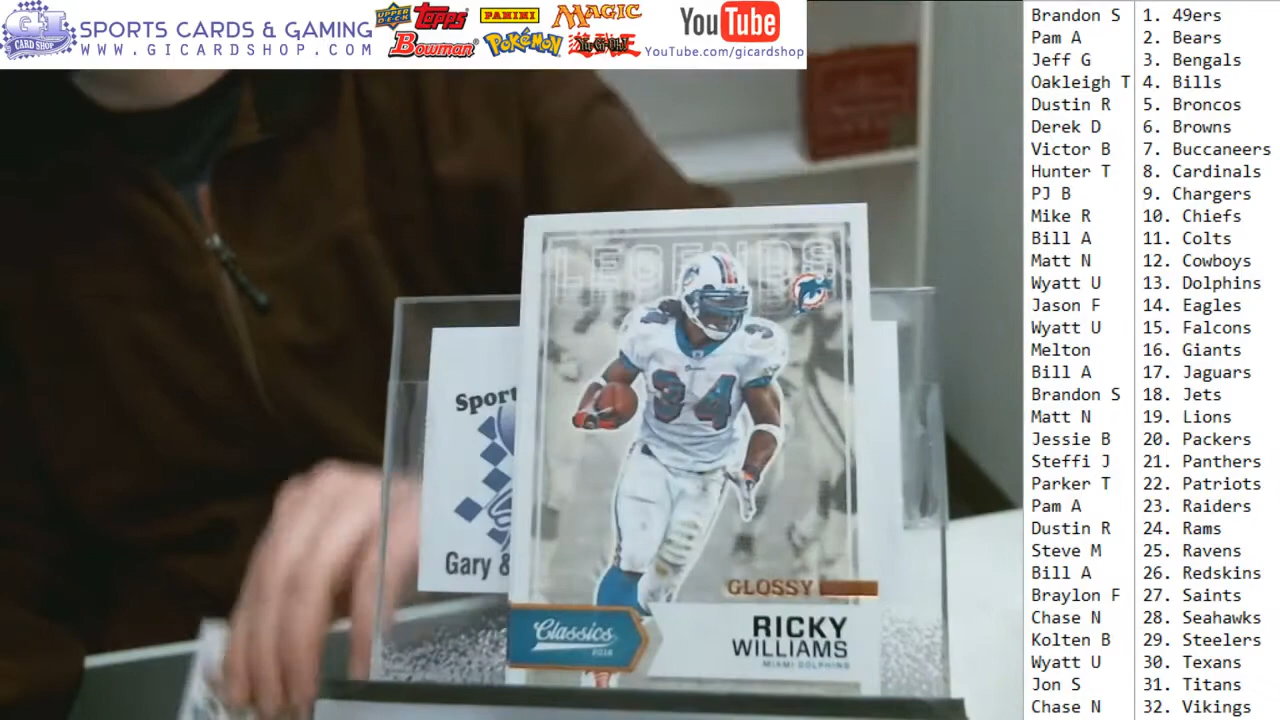 GI CARD SHOP
SPORTS CARDS & GAMING
WWW.GICARDSHOP.COM
UPPER DECK
Topps
PANINI
MAGIC
Bowman
Pokémon
Yu-Gi-Oh!
YouTube
YouTube.com/gicardshop
Brandon S 1. 49ers
Pam A 2. Bears
Jeff G 3. Bengals
Oakleigh T 4. Bills
Dustin R 5. Broncos
Derek D 6. Browns
Victor B 7. Buccaneers
Hunter T 8. Cardinals
PJ B 9. Chargers
Mike R 10. Chiefs
Bill A 11. Colts
Matt N 12. Cowboys
Wyatt U 13. Dolphins
Jason F 14. Eagles
Wyatt U 15. Falcons
Melton 16. Giants
Bill A 17. Jaguars
Brandon S 18. Jets
Matt N 19. Lions
Jessie B 20. Packers
Steffi J 21. Panthers
Parker T 22. Patriots
Pam A 23. Raiders
Dustin R 24. Rams
Steve M 25. Ravens
Bill A 26. Redskins
Braylon F 27. Saints
Chase N 28. Seahawks
Kolten B 29. Steelers
Wyatt U 30. Texans
Jon S 31. Titans
Chase N 32. Vikings
LEGENDS
34
GLOSSY
Classics
2016
RICKY
WILLIAMS
MIAMI DOLPHINS
Sport
Gary &